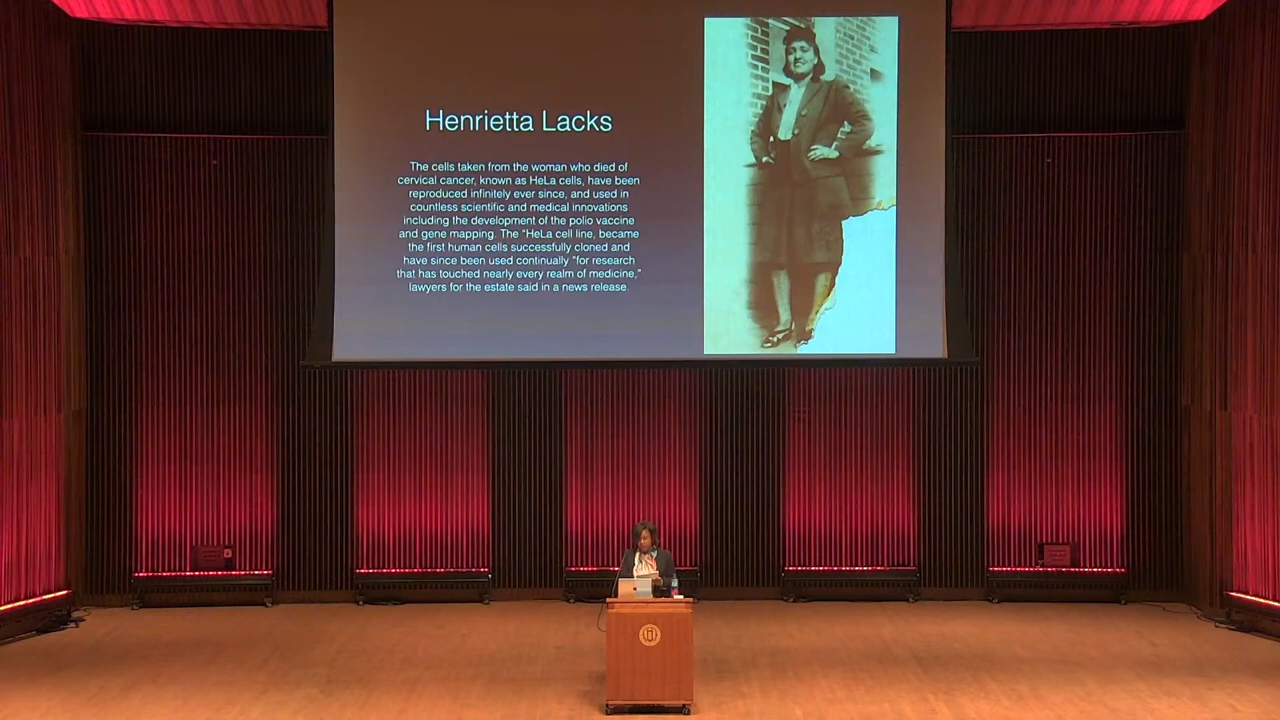 Henrietta Lacks
The cells taken from the woman who died of
cervical cancer, known as HeLa cells, have been
reproduced infinitely ever since, and used in
countless scientific and medical innovations
including the development of the polio vaccine
and gene mapping. The “HeLa cell line, became
the first human cells successfully cloned and
have since been used continually “for research
that has touched nearly every realm of medicine,”
lawyers for the estate said in a news release.